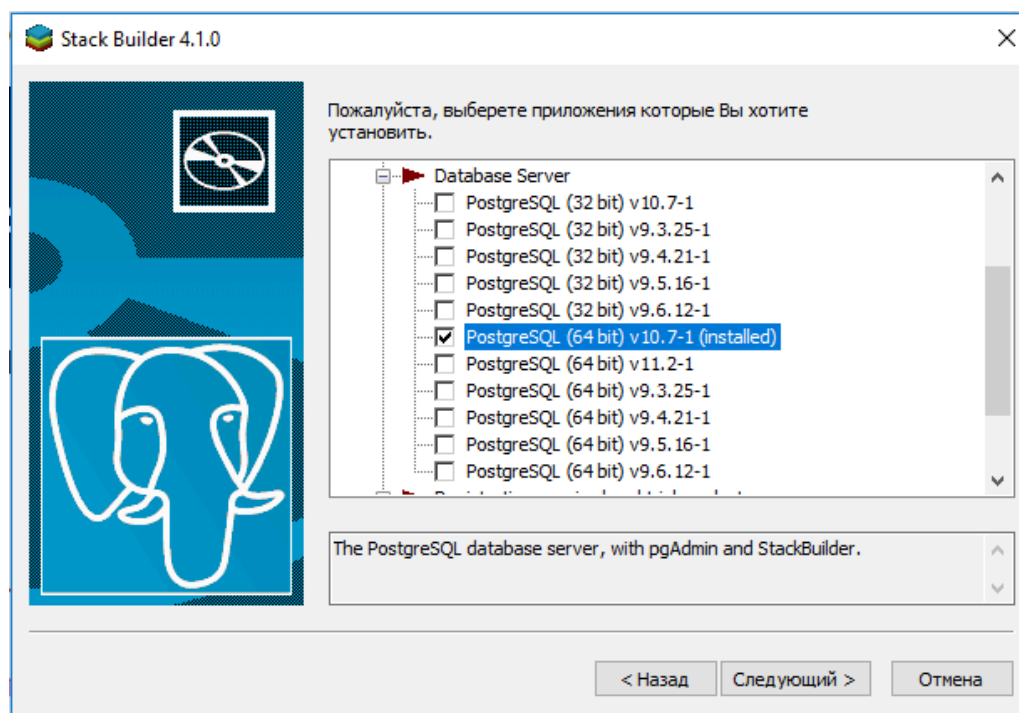 Stack Builder 4.1.0
Пожалуйста, выберете приложения которые Вы хотите
установить.
Database Server
PostgreSQL (32 bit) v10.7-1
PostgreSQL (32 bit) v9.3.25-1
PostgreSQL (32 bit) v9.4.21-1
PostgreSQL (32 bit) v9.5.16-1
PostgreSQL (32 bit) v9.6.12-1
PostgreSQL (64 bit) v10.7-1 (installed)
PostgreSQL (64 bit) v11.2-1
PostgreSQL (64 bit) v9.3.25-1
PostgreSQL (64 bit) v9.4.21-1
PostgreSQL (64 bit) v9.5.16-1
PostgreSQL (64 bit) v9.6.12-1
The PostgreSQL database server, with pgAdmin and StackBuilder.
< Назад
Следующий >
Отмена